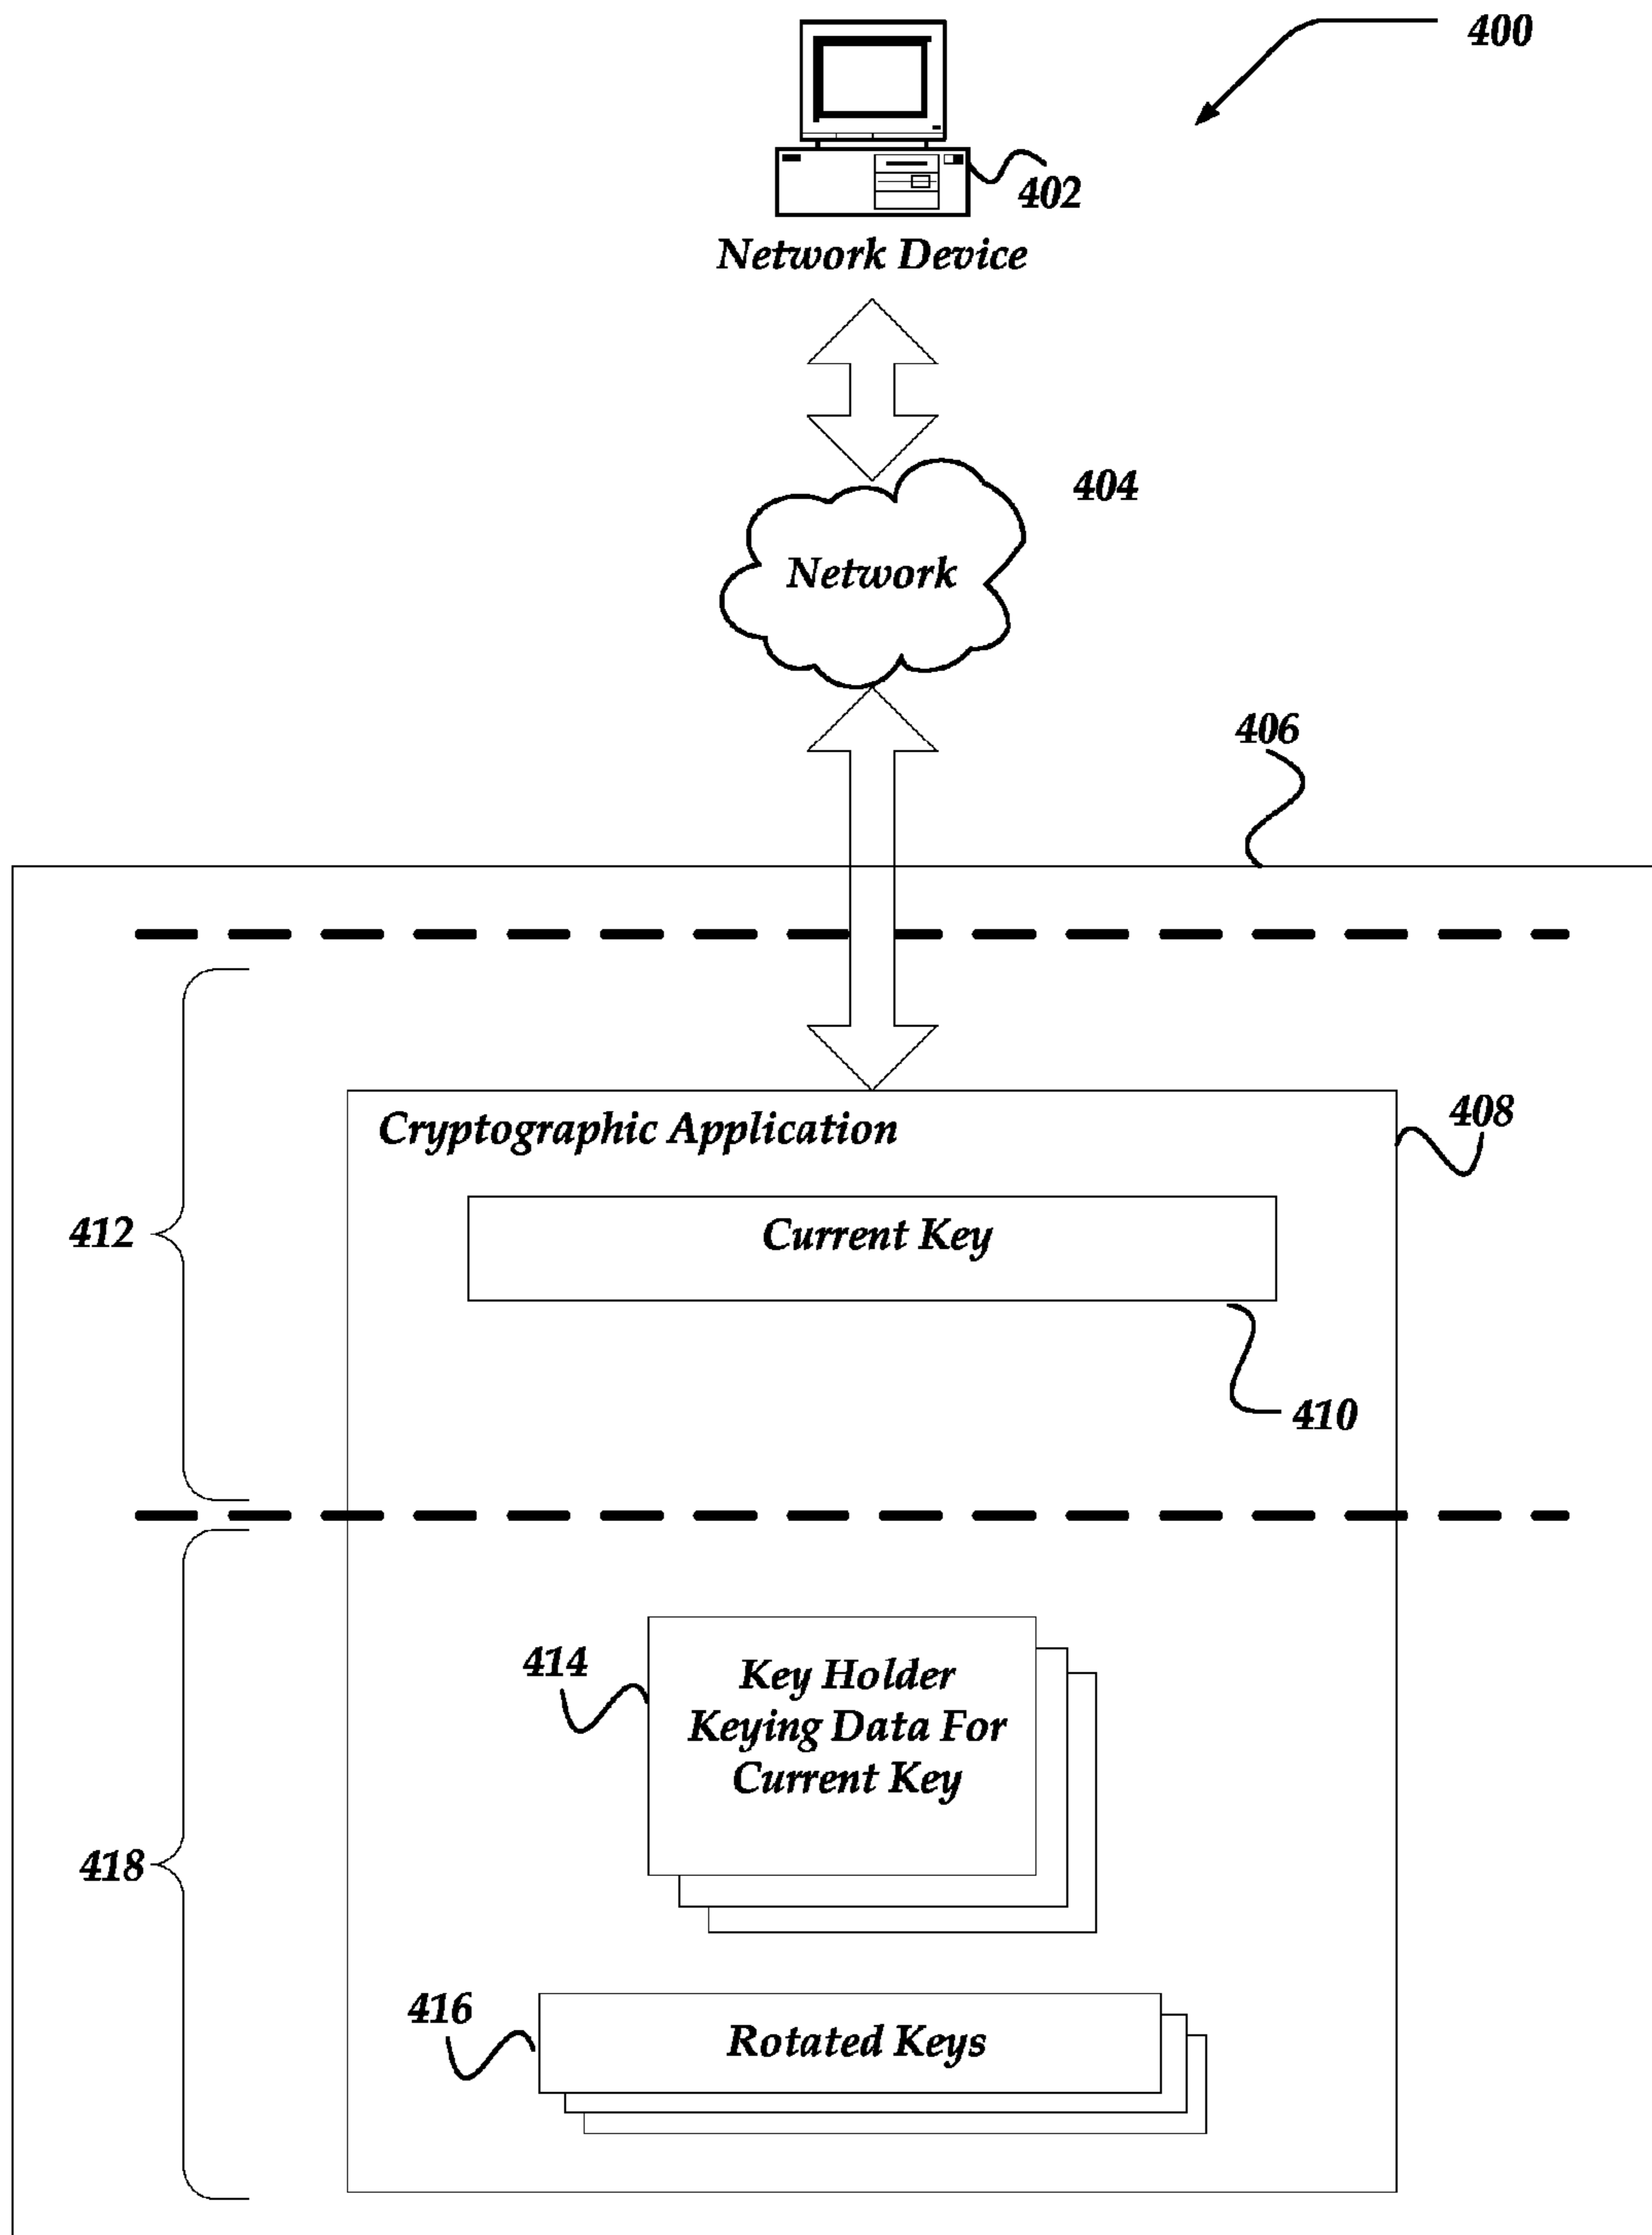 400
402
Network Device
404
Network
406
Cryptographic Application
408
Current Key
412
410
414
Key Holder
Keying Data For
Current Key
418
416
Rotated Keys